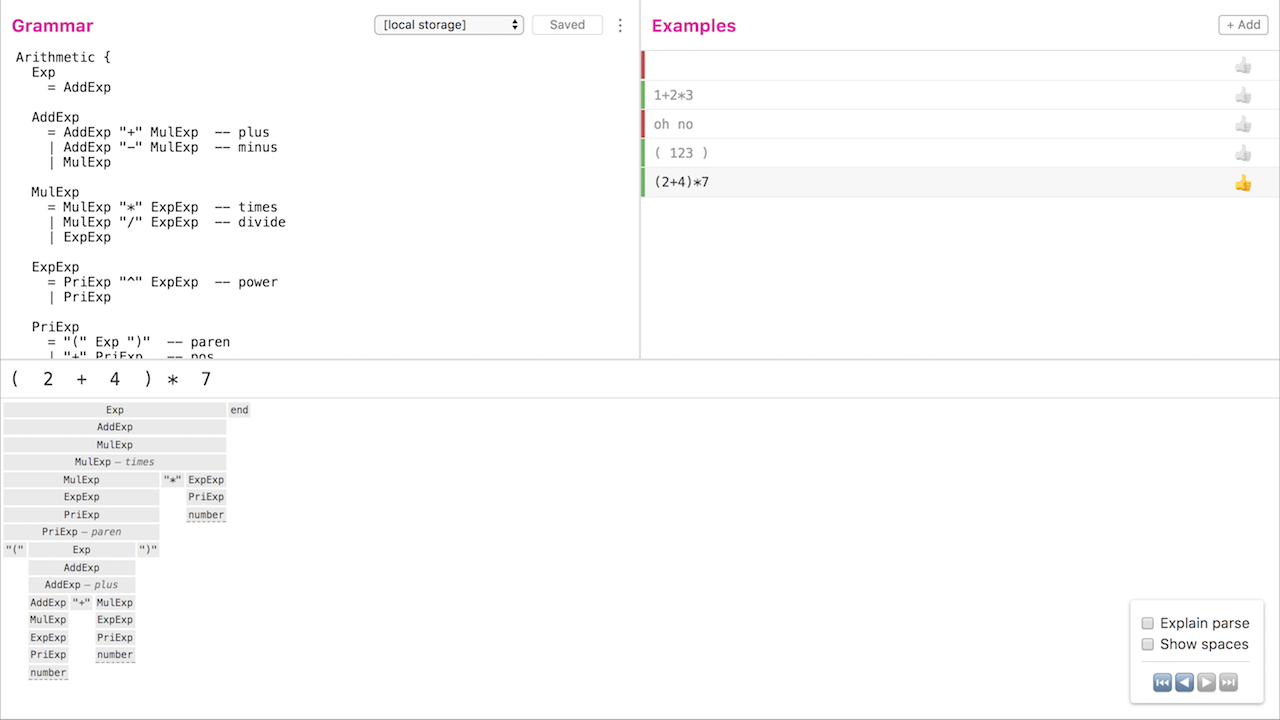 Grammar
[local storage]
Saved
Arithmetic {
  Exp
    = AddExp

  AddExp
    = AddExp "+" MulExp  -- plus
    | AddExp "-" MulExp  -- minus
    | MulExp

  MulExp
    = MulExp "*" ExpExp  -- times
    | MulExp "/" ExpExp  -- divide
    | ExpExp

  ExpExp
    = PriExp "^" ExpExp  -- power
    | PriExp

  PriExp
    = "(" Exp ")"  -- paren
    | "+" PriExp   -- pos
Examples
+ Add
1+2*3
oh no
( 123 )
(2+4)*7
( 2 + 4 ) * 7
Exp end
AddExp
MulExp
MulExp – times
MulExp "*" ExpExp
ExpExp PriExp
PriExp number
PriExp – paren
"(" Exp ")"
AddExp
AddExp – plus
AddExp "+" MulExp
MulExp ExpExp
ExpExp PriExp
PriExp number
number
Explain parse
Show spaces